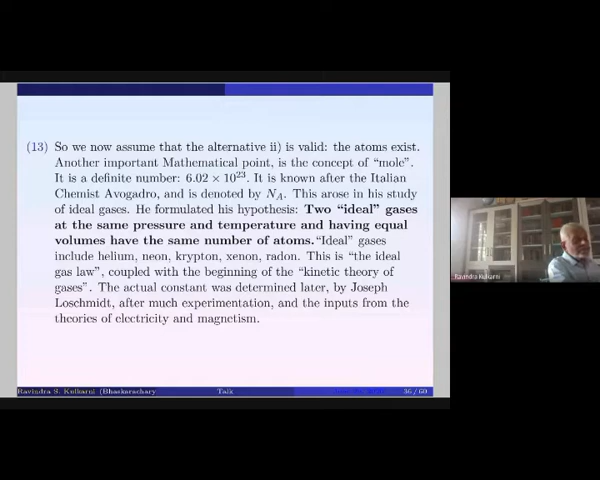 (13) So we now assume that the alternative ii) is valid: the atoms exist.
Another important Mathematical point, is the concept of “mole”.
It is a definite number: 6.02 × 10²³. It is known after the Italian
Chemist Avogadro, and is denoted by N_A. This arose in his study
of ideal gases. He formulated his hypothesis: Two “ideal” gases
at the same pressure and temperature and having equal
volumes have the same number of atoms.“Ideal” gases
include helium, neon, krypton, xenon, radon. This is “the ideal
gas law”, coupled with the beginning of the “kinetic theory of
gases”. The actual constant was determined later, by Joseph
Loschmidt, after much experimentation, and the inputs from the
theories of electricity and magnetism.
Ravindra S. Kulkarni (Bhaskaracharya Talk 36 / 60
Ravindra Kulkarni